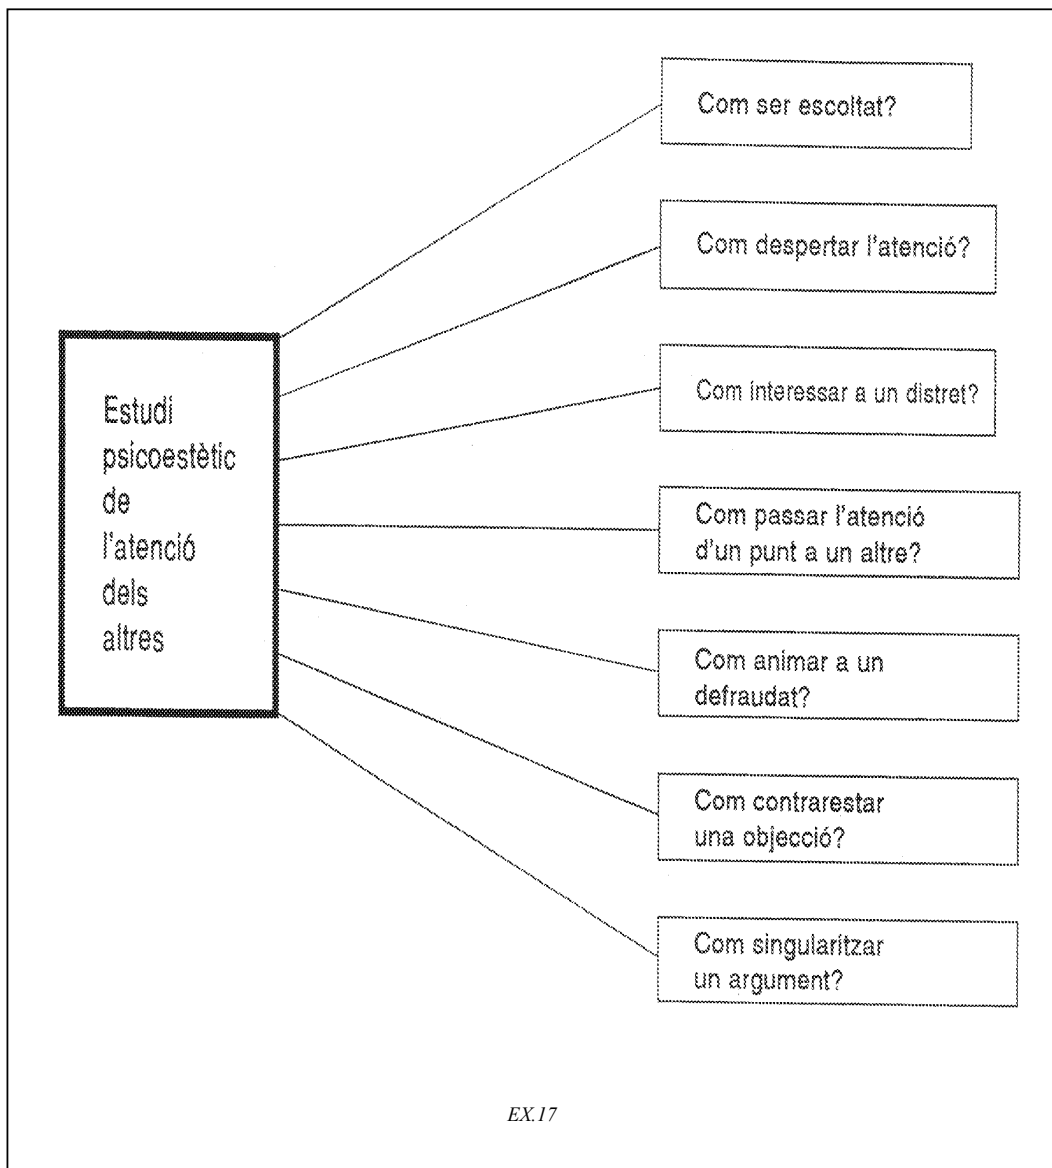 Com ser escoltat?
Com despertar l'atenció?
Com interessar a un distret?
Estudi
psicoestètic
de
l'atenció
dels
altres
Com passar l'atenció
d'un punt a un altre?
Com animar a un
defraudat?
Com contrarestar
una objecció?
Com singularitzar
un argument?
EX.17